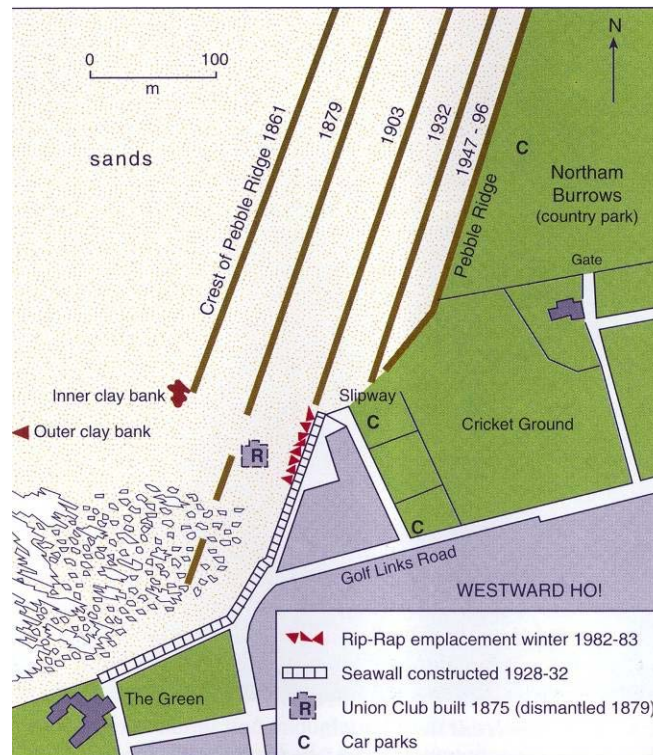 0
100
m
N
sands
Crest of Pebble Ridge 1861
1879
1903
1932
1947 - 96
Pebble Ridge
C
Northam
Burrows
(country park)
Gate
Inner clay bank
Slipway
Outer clay bank
C
Cricket Ground
R
C
Golf Links Road
WESTWARD HO!
The Green
Rip-Rap emplacement winter 1982-83
Seawall constructed 1928-32
R
Union Club built 1875 (dismantled 1879)
C
Car parks